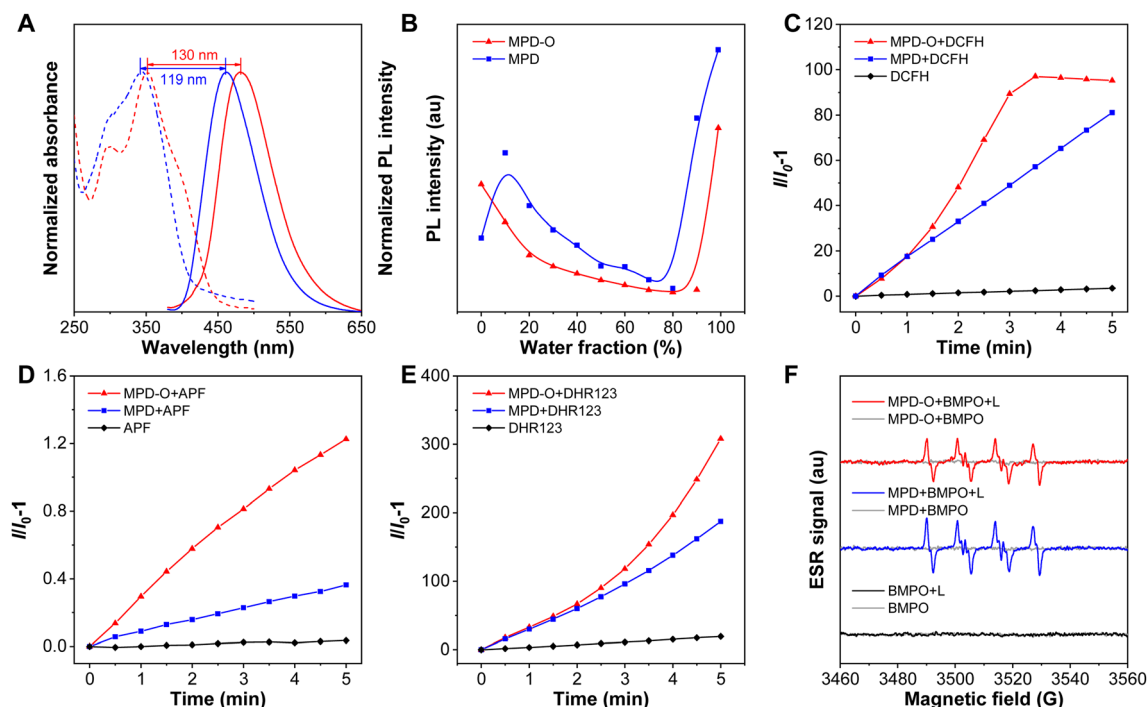 A
130 nm
119 nm
Normalized absorbance
Normalized PL intensity
250 350 450 550 650
Wavelength (nm)
B
MPD-O
MPD
PL intensity (au)
0 20 40 60 80 100
Water fraction (%)
C
120
100
80
60
40
20
0
MPD-O+DCFH
MPD+DCFH
DCFH
I/I0-1
0 1 2 3 4 5
Time (min)
D
1.6
1.2
0.8
0.4
0.0
MPD-O+APF
MPD+APF
APF
I/I0-1
0 1 2 3 4 5
Time (min)
E
400
300
200
100
0
MPD-O+DHR123
MPD+DHR123
DHR123
I/I0-1
0 1 2 3 4 5
Time (min)
F
MPD-O+BMPO+L
MPD-O+BMPO
MPD+BMPO+L
MPD+BMPO
BMPO+L
BMPO
ESR signal (au)
3460 3480 3500 3520 3540 3560
Magnetic field (G)